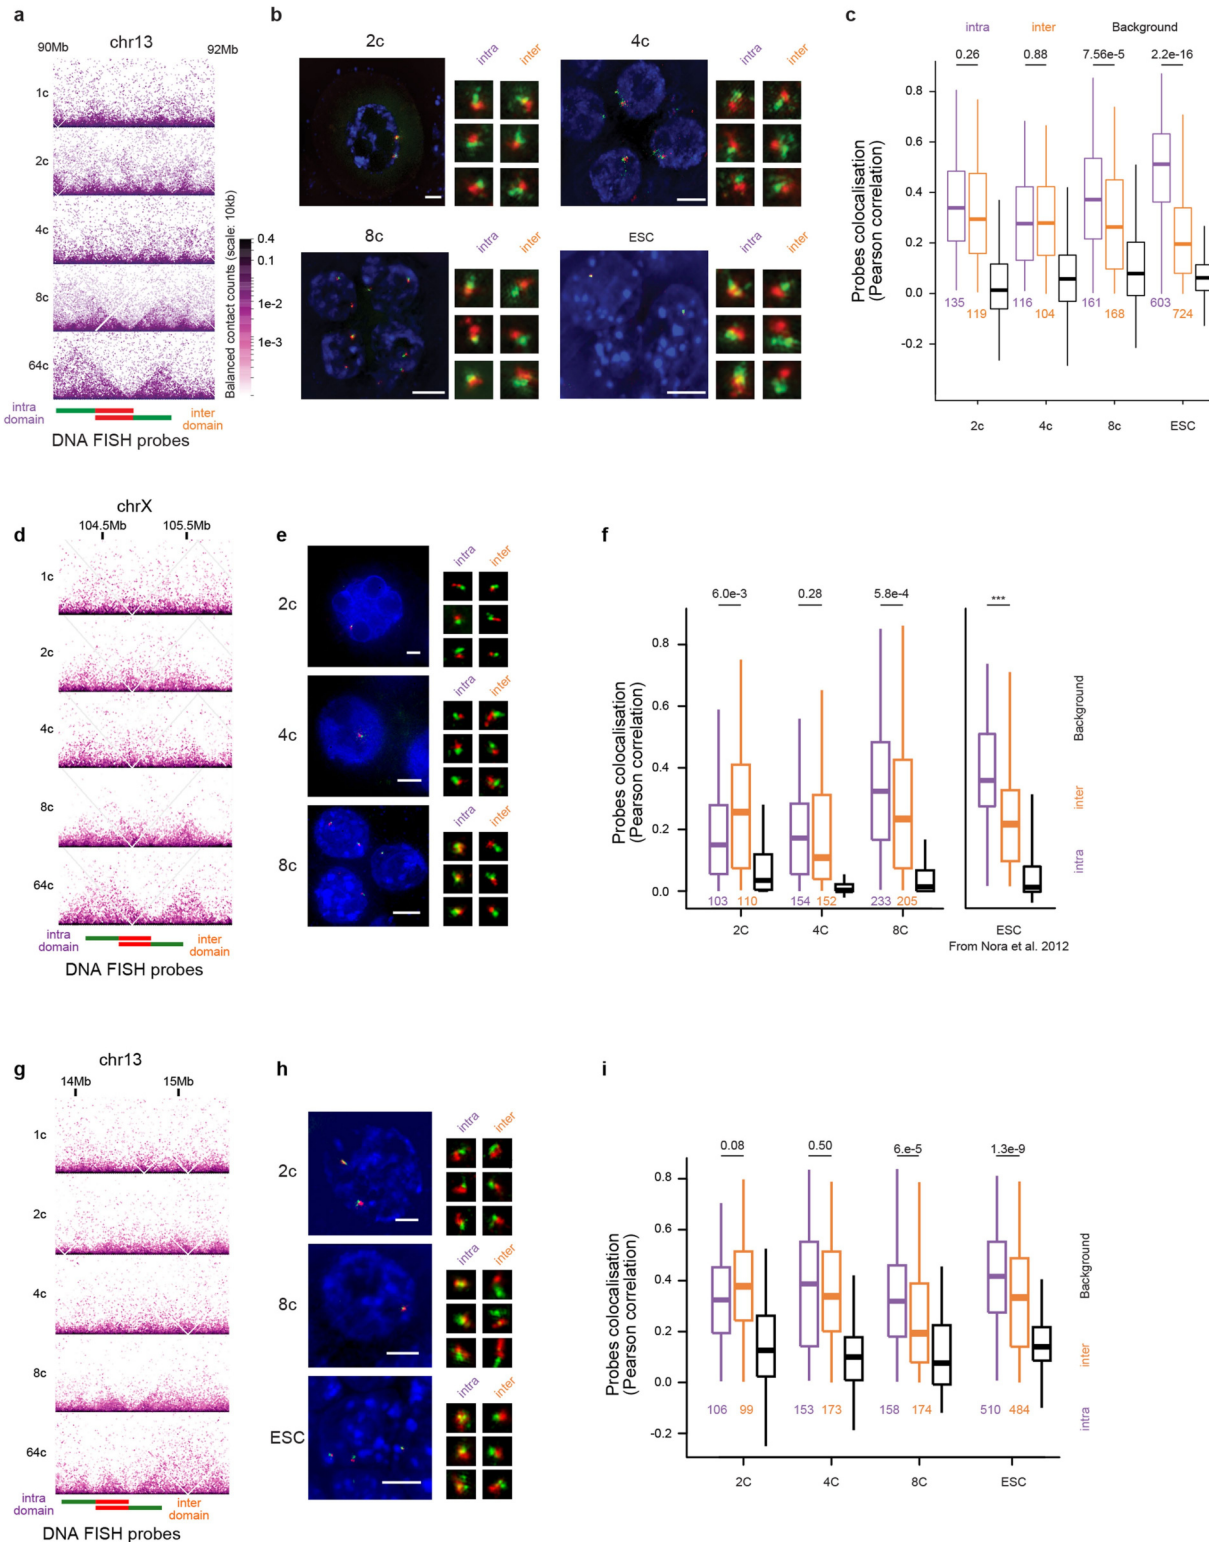 a
90Mb
chr13
92Mb
1c
2c
4c
8c
64c
Balanced contact counts (scale: 10kb)
0.4
0.1
1e-2
1e-3
intra
domain
inter
domain
DNA FISH probes
b
2c
intra
inter
4c
intra
inter
8c
intra
inter
ESC
intra
inter
c
intra
inter
Background
0.26
0.88
7.56e-5
2.2e-16
Probes colocalisation
(Pearson correlation)
0.8
0.6
0.4
0.2
0.0
-0.2
135
119
116
104
161
168
603
724
2c
4c
8c
ESC
d
chrX
104.5Mb
105.5Mb
1c
2c
4c
8c
64c
intra
domain
inter
domain
DNA FISH probes
e
intra
inter
2c
intra
inter
4c
intra
inter
8c
f
6.0e-3
0.28
5.8e-4
***
Probes colocalisation
(Pearson correlation)
0.8
0.6
0.4
0.2
0.0
103
110
154
152
233
205
2C
4C
8C
ESC
From Nora et al. 2012
Background
inter
intra
g
chr13
14Mb
15Mb
1c
2c
4c
8c
64c
intra
domain
inter
domain
DNA FISH probes
h
intra
inter
2c
intra
inter
8c
intra
inter
ESC
i
0.08
0.50
6.e-5
1.3e-9
Probes colocalisation
(Pearson correlation)
0.8
0.6
0.4
0.2
0.0
-0.2
106
99
153
173
158
174
510
484
2C
4C
8C
ESC
Background
inter
intra